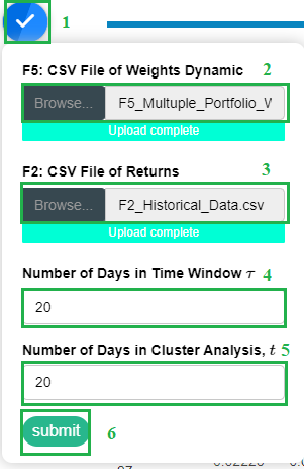 1
F5: CSV File of Weights Dynamic 2
Browse... F5_Multuple_Portfolio_V
Upload complete
F2: CSV File of Returns 3
Browse... F2_Historical_Data.csv
Upload complete
Number of Days in Time Window τ 4
20
Number of Days in Cluster Analysis, t 5
20
submit 6